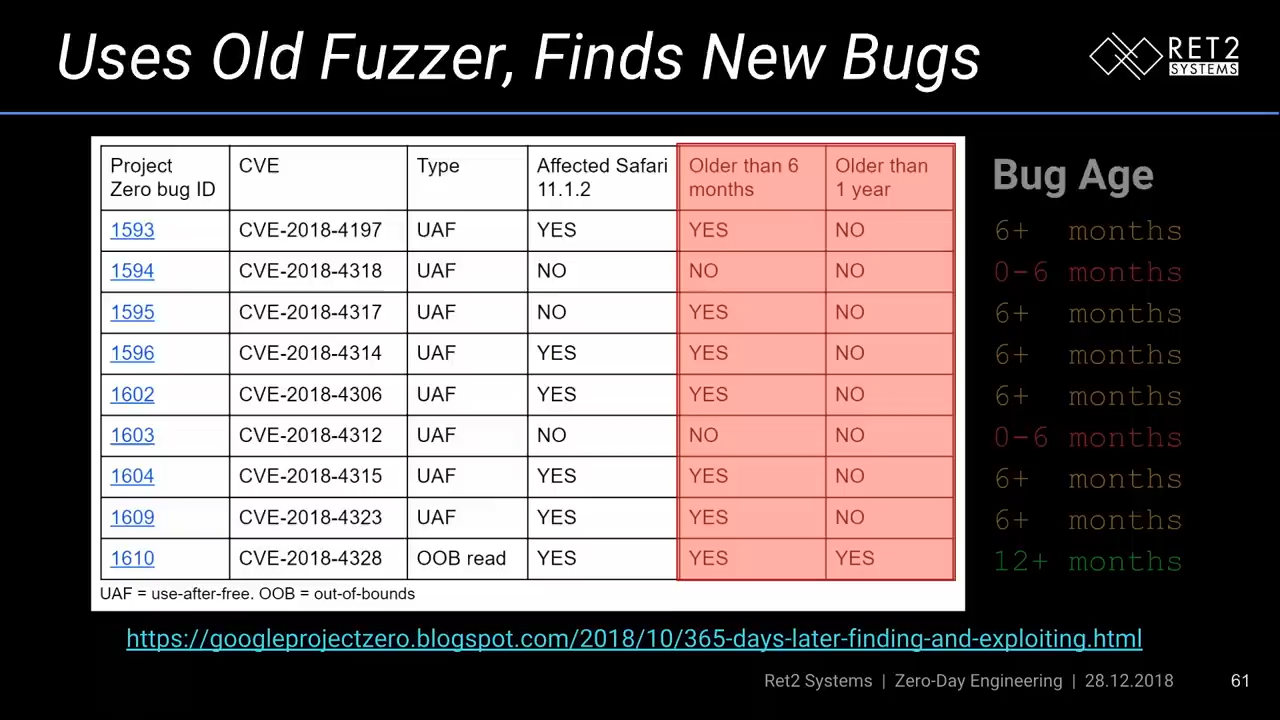 Uses Old Fuzzer, Finds New Bugs
RET2
SYSTEMS
Project Zero bug ID CVE Type Affected Safari 11.1.2 Older than 6 months Older than 1 year
1593 CVE-2018-4197 UAF YES YES NO
1594 CVE-2018-4318 UAF NO NO NO
1595 CVE-2018-4317 UAF NO YES NO
1596 CVE-2018-4314 UAF YES YES NO
1602 CVE-2018-4306 UAF YES YES NO
1603 CVE-2018-4312 UAF NO NO NO
1604 CVE-2018-4315 UAF YES YES NO
1609 CVE-2018-4323 UAF YES YES NO
1610 CVE-2018-4328 OOB read YES YES YES
UAF = use-after-free. OOB = out-of-bounds
Bug Age
6+ months
0-6 months
6+ months
6+ months
6+ months
0-6 months
6+ months
6+ months
12+ months
https://googleprojectzero.blogspot.com/2018/10/365-days-later-finding-and-exploiting.html
Ret2 Systems | Zero-Day Engineering | 28.12.2018 61